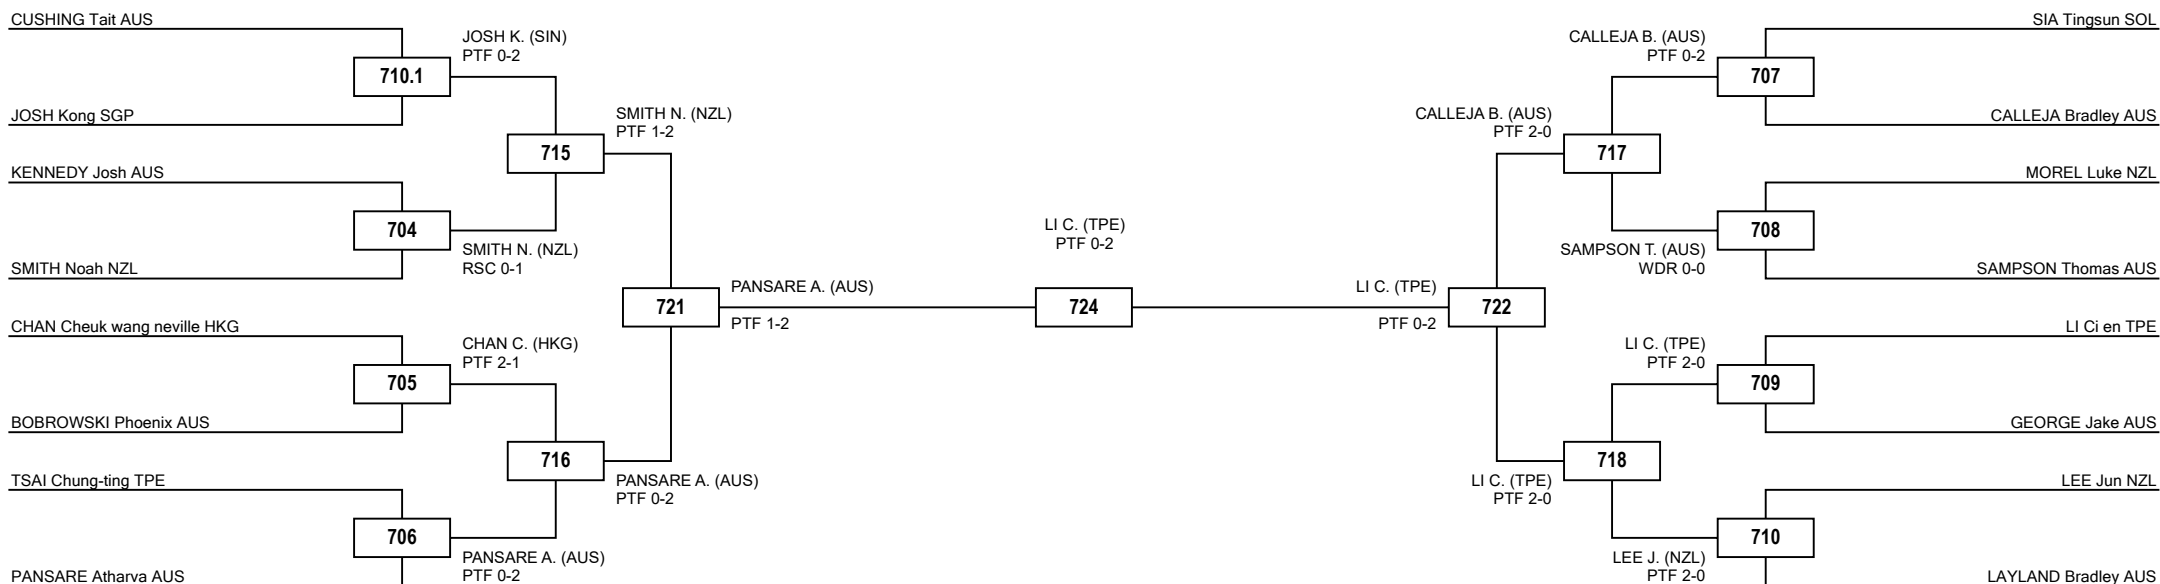 CUSHING Tait AUS
JOSH K. (SIN)
PTF 0-2
710.1
JOSH Kong SGP
SMITH N. (NZL)
PTF 1-2
715
KENNEDY Josh AUS
704
SMITH N. (NZL)
RSC 0-1
SMITH Noah NZL
721
PANSARE A. (AUS)
PTF 1-2
CHAN Cheuk wang neville HKG
CHAN C. (HKG)
PTF 2-1
705
BOBROWSKI Phoenix AUS
716
PANSARE A. (AUS)
PTF 0-2
TSAI Chung-ting TPE
706
PANSARE A. (AUS)
PTF 0-2
PANSARE Atharva AUS
LI C. (TPE)
PTF 0-2
724
SIA Tingsun SOL
CALLEJA B. (AUS)
PTF 0-2
707
CALLEJA Bradley AUS
CALLEJA B. (AUS)
PTF 2-0
717
MOREL Luke NZL
708
SAMPSON T. (AUS)
WDR 0-0
SAMPSON Thomas AUS
LI C. (TPE)
PTF 0-2
722
LI Ci en TPE
LI C. (TPE)
PTF 2-0
709
GEORGE Jake AUS
718
LI C. (TPE)
PTF 2-0
LEE Jun NZL
710
LEE J. (NZL)
PTF 2-0
LAYLAND Bradley AUS